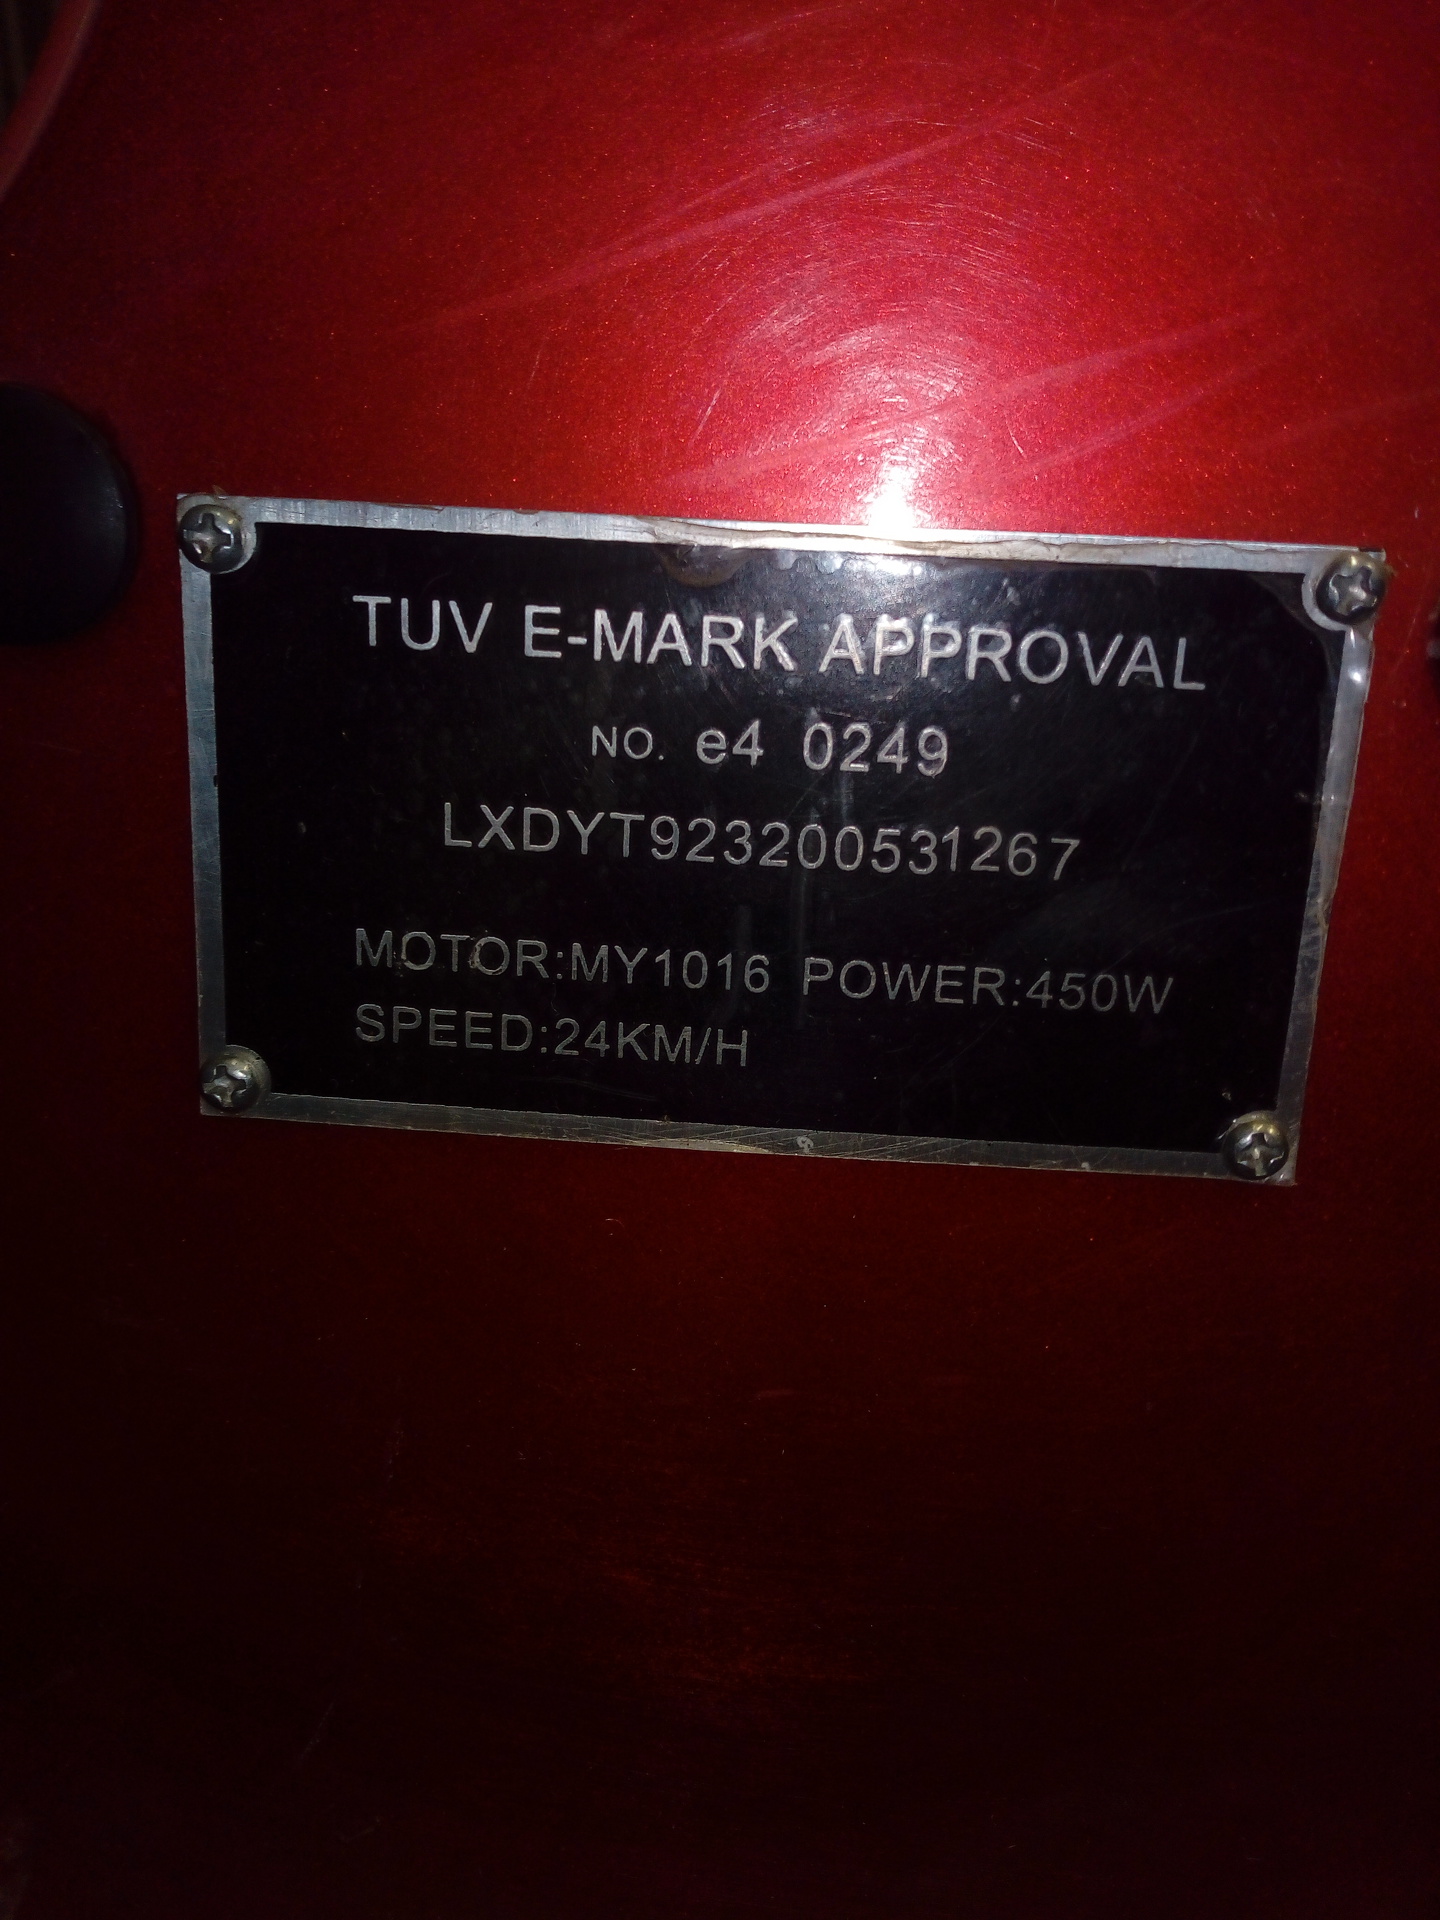 TUV E-MARK APPROVAL
NO. e4 0249
LXDYT923200531267
MOTOR:MY1016 POWER:450W
SPEED:24KM/H